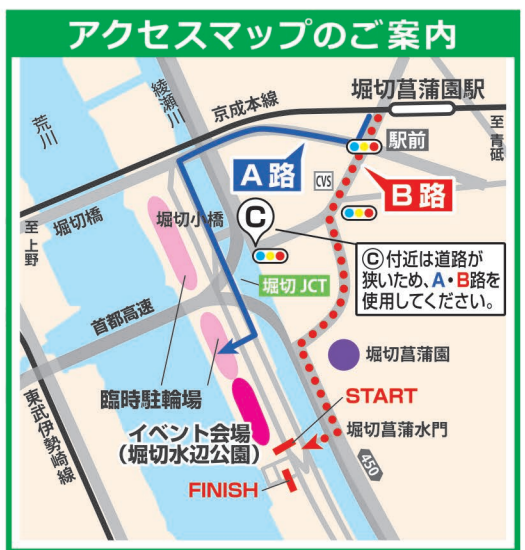 アクセスマップのご案内
荒川
綾瀬川
京成本線
堀切菖蒲園駅
至青砥
駅前
A路
CVS
B路
堀切橋
堀切小橋
C
至上野
堀切JCT
Ⓒ付近は道路が
狭いため、A・B路を
使用してください。
首都高速
堀切菖蒲園
臨時駐輪場
START
イベント会場
(堀切水辺公園)
堀切菖蒲水門
東武伊勢崎線
FINISH
450